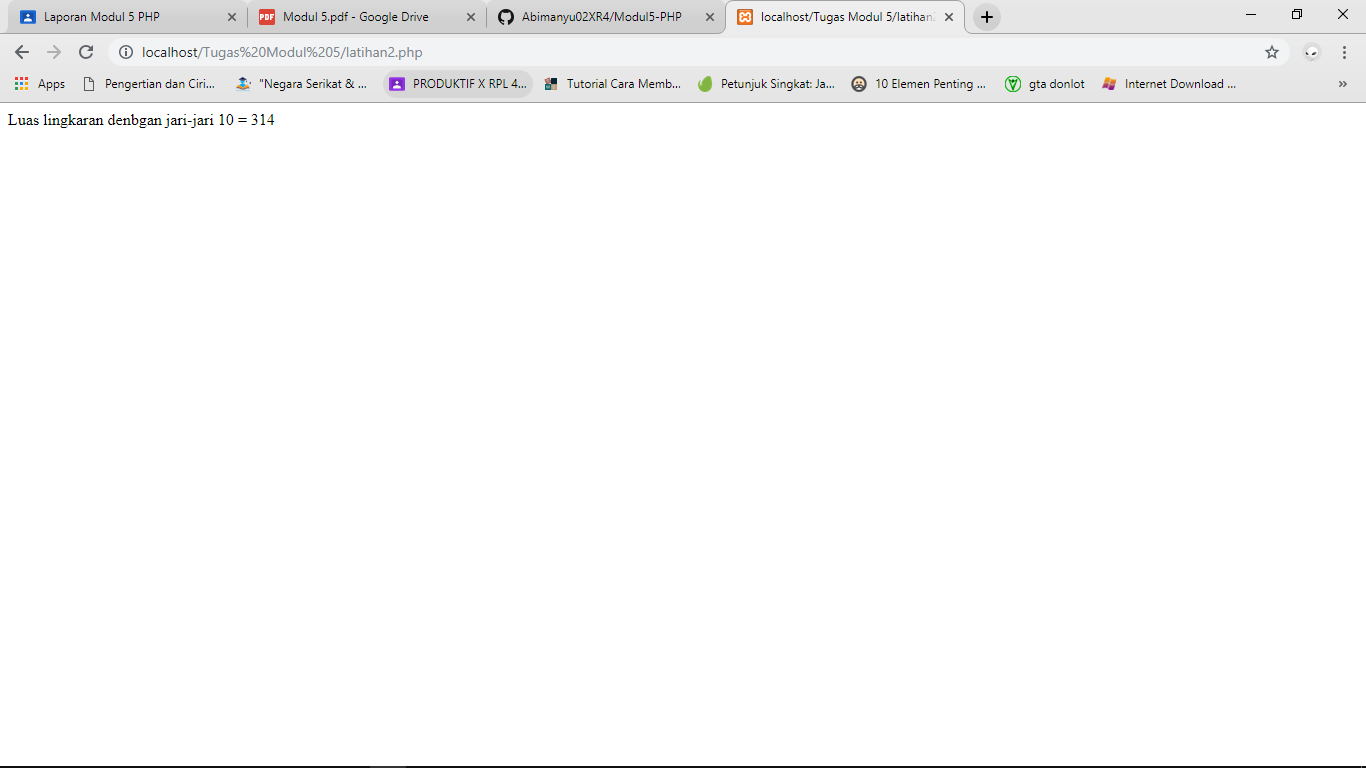 Laporan Modul 5 PHP
Modul 5.pdf - Google Drive
Abimanyu02XR4/Modul5-PHP
localhost/Tugas Modul 5/latihan2
localhost/Tugas%20Modul%205/latihan2.php
Apps
Pengertian dan Ciri...
"Negara Serikat & ...
PRODUKTIF X RPL 4...
Tutorial Cara Memb...
Petunjuk Singkat: Ja...
10 Elemen Penting ...
gta donlot
Internet Download ...
»
Luas lingkaran denbgan jari-jari 10 = 314